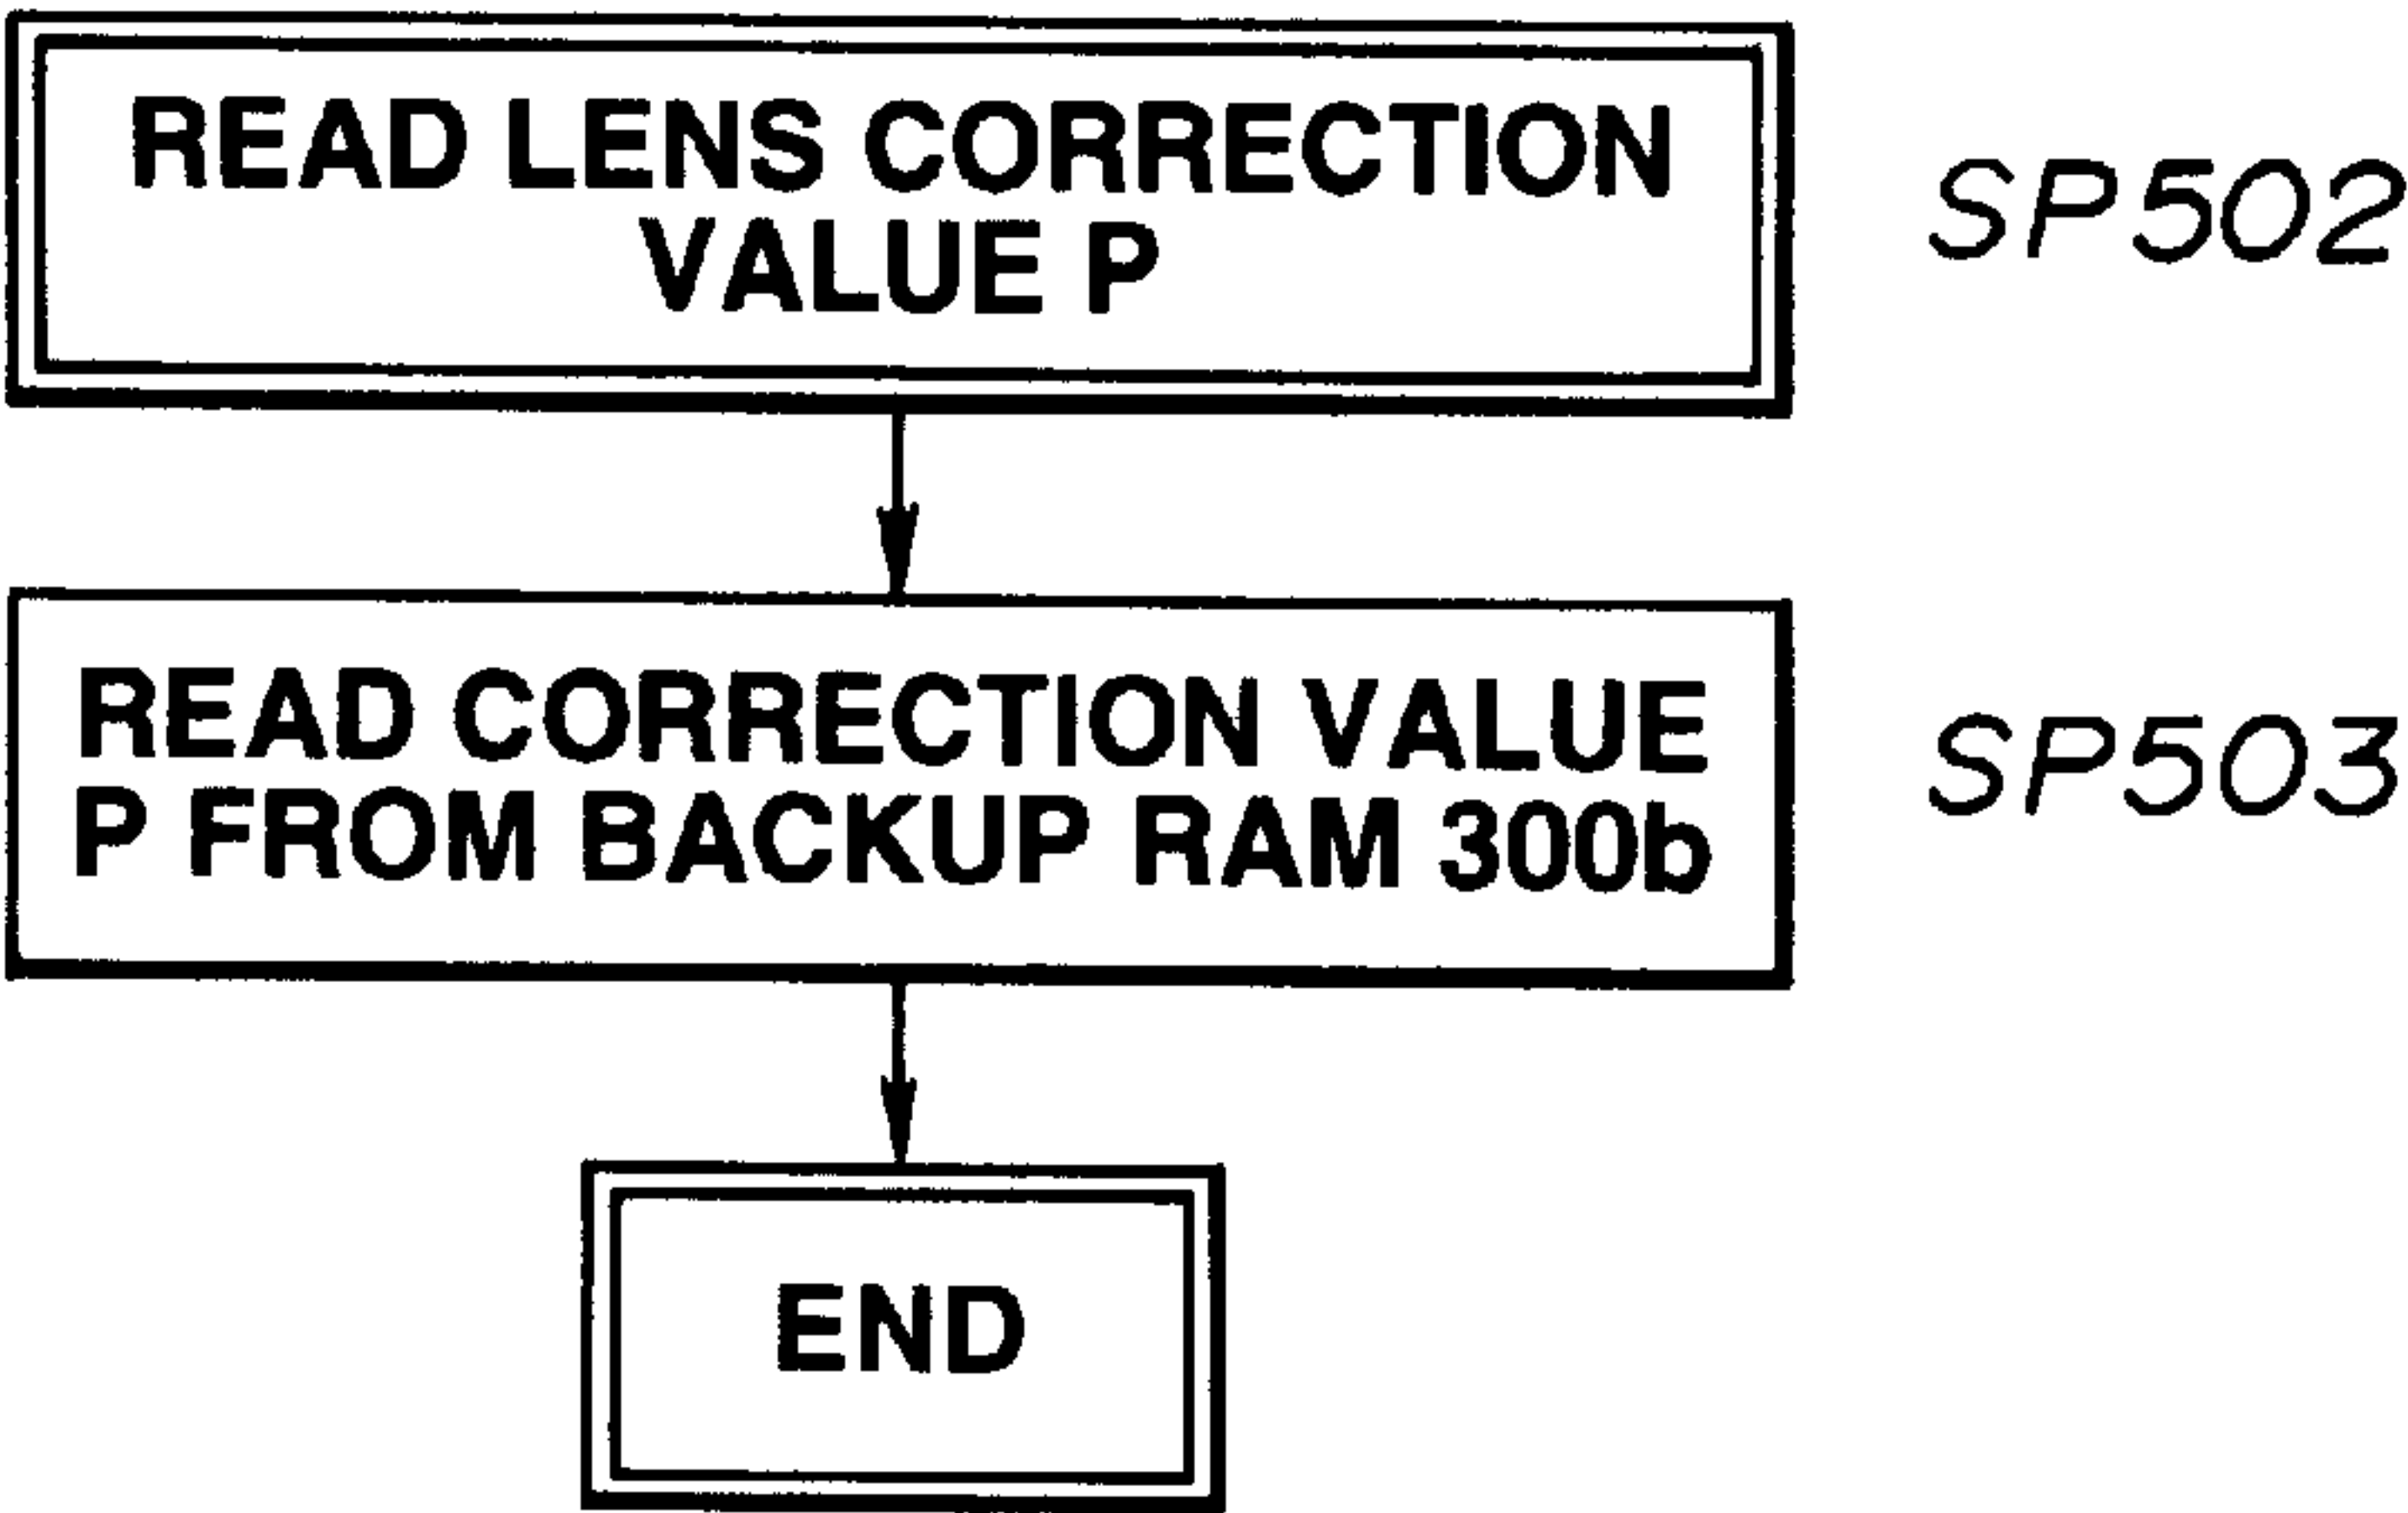 READ LENS CORRECTION
VALUE P
SP502
READ CORRECTION VALUE
P FROM BACKUP RAM 300b
SP503
END